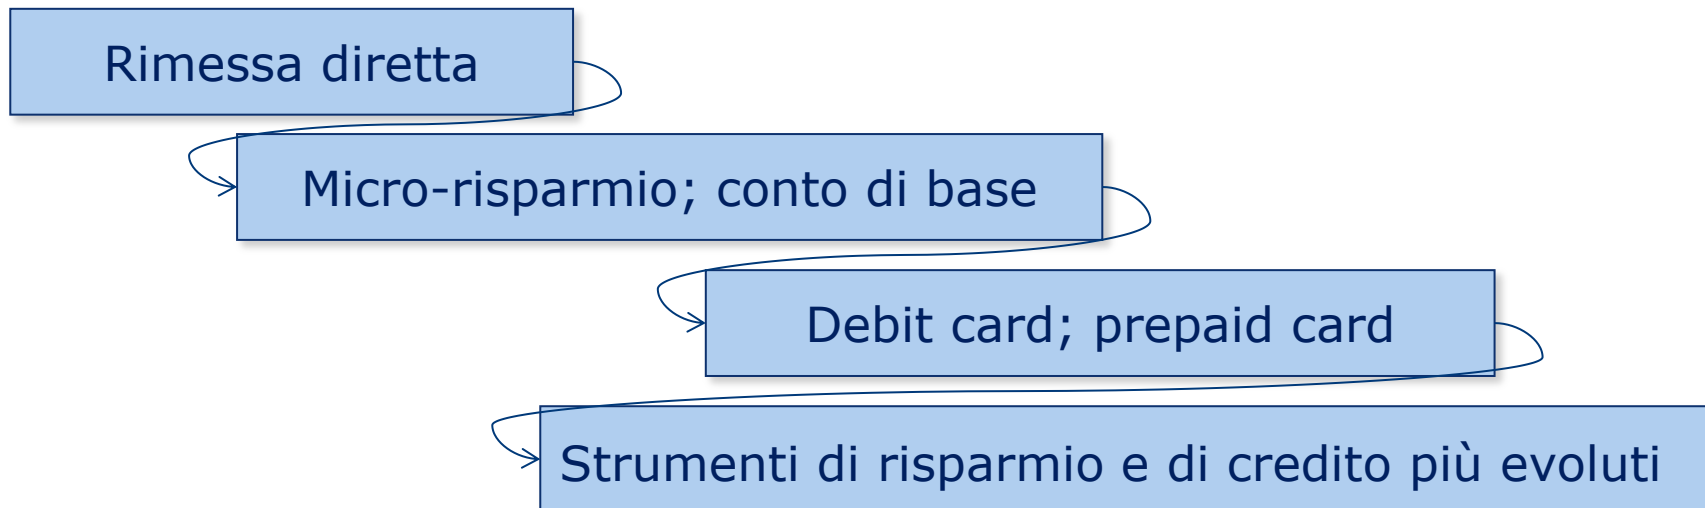 Rimessa diretta
Micro-risparmio; conto di base
Debit card; prepaid card
Strumenti di risparmio e di credito più evoluti